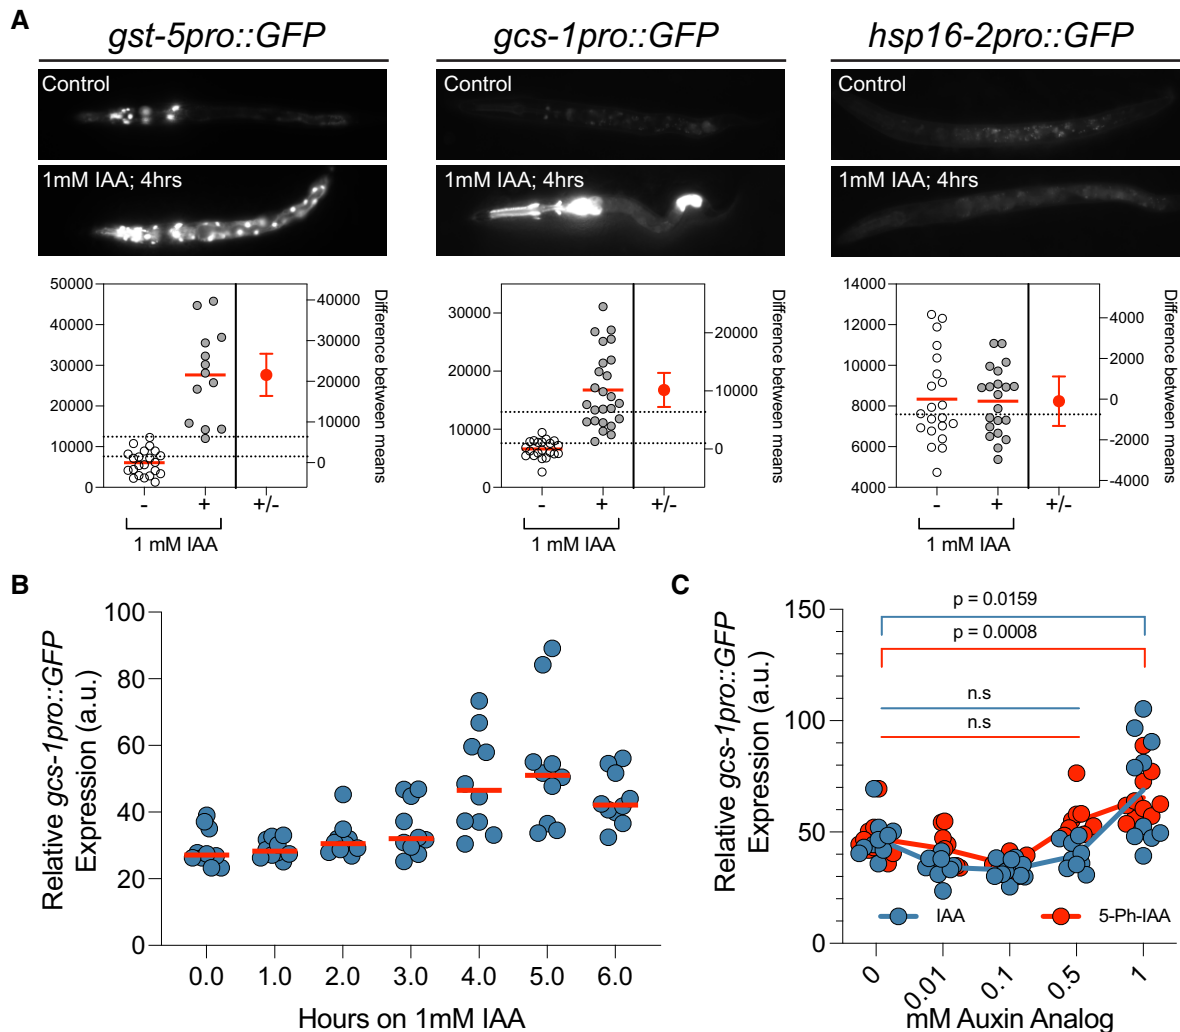 A
gst-5pro::GFP
gcs-1pro::GFP
hsp16-2pro::GFP
Control
Control
Control
1mM IAA; 4hrs
1mM IAA; 4hrs
1mM IAA; 4hrs
50000
40000
30000
20000
10000
0
40000
30000
20000
10000
0
Difference between means
- + +/-
1 mM IAA
30000
20000
10000
0
20000
10000
0
Difference between means
- + +/-
1 mM IAA
14000
12000
10000
8000
6000
4000
4000
2000
0
-2000
-4000
Difference between means
- + +/-
1 mM IAA
B
Relative gcs-1pro::GFP
Expression (a.u.)
100
80
60
40
20
0
0.0 1.0 2.0 3.0 4.0 5.0 6.0
Hours on 1mM IAA
C
Relative gcs-1pro::GFP
Expression (a.u.)
150
100
50
0
p = 0.0159
p = 0.0008
n.s
n.s
IAA
5-Ph-IAA
0 0.01 0.1 0.5 1
mM Auxin Analog